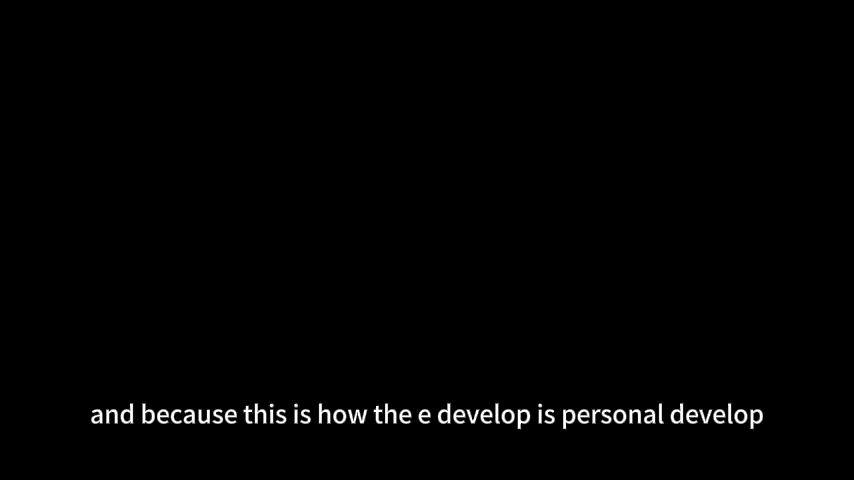 and because this is how the e develop is personal develop